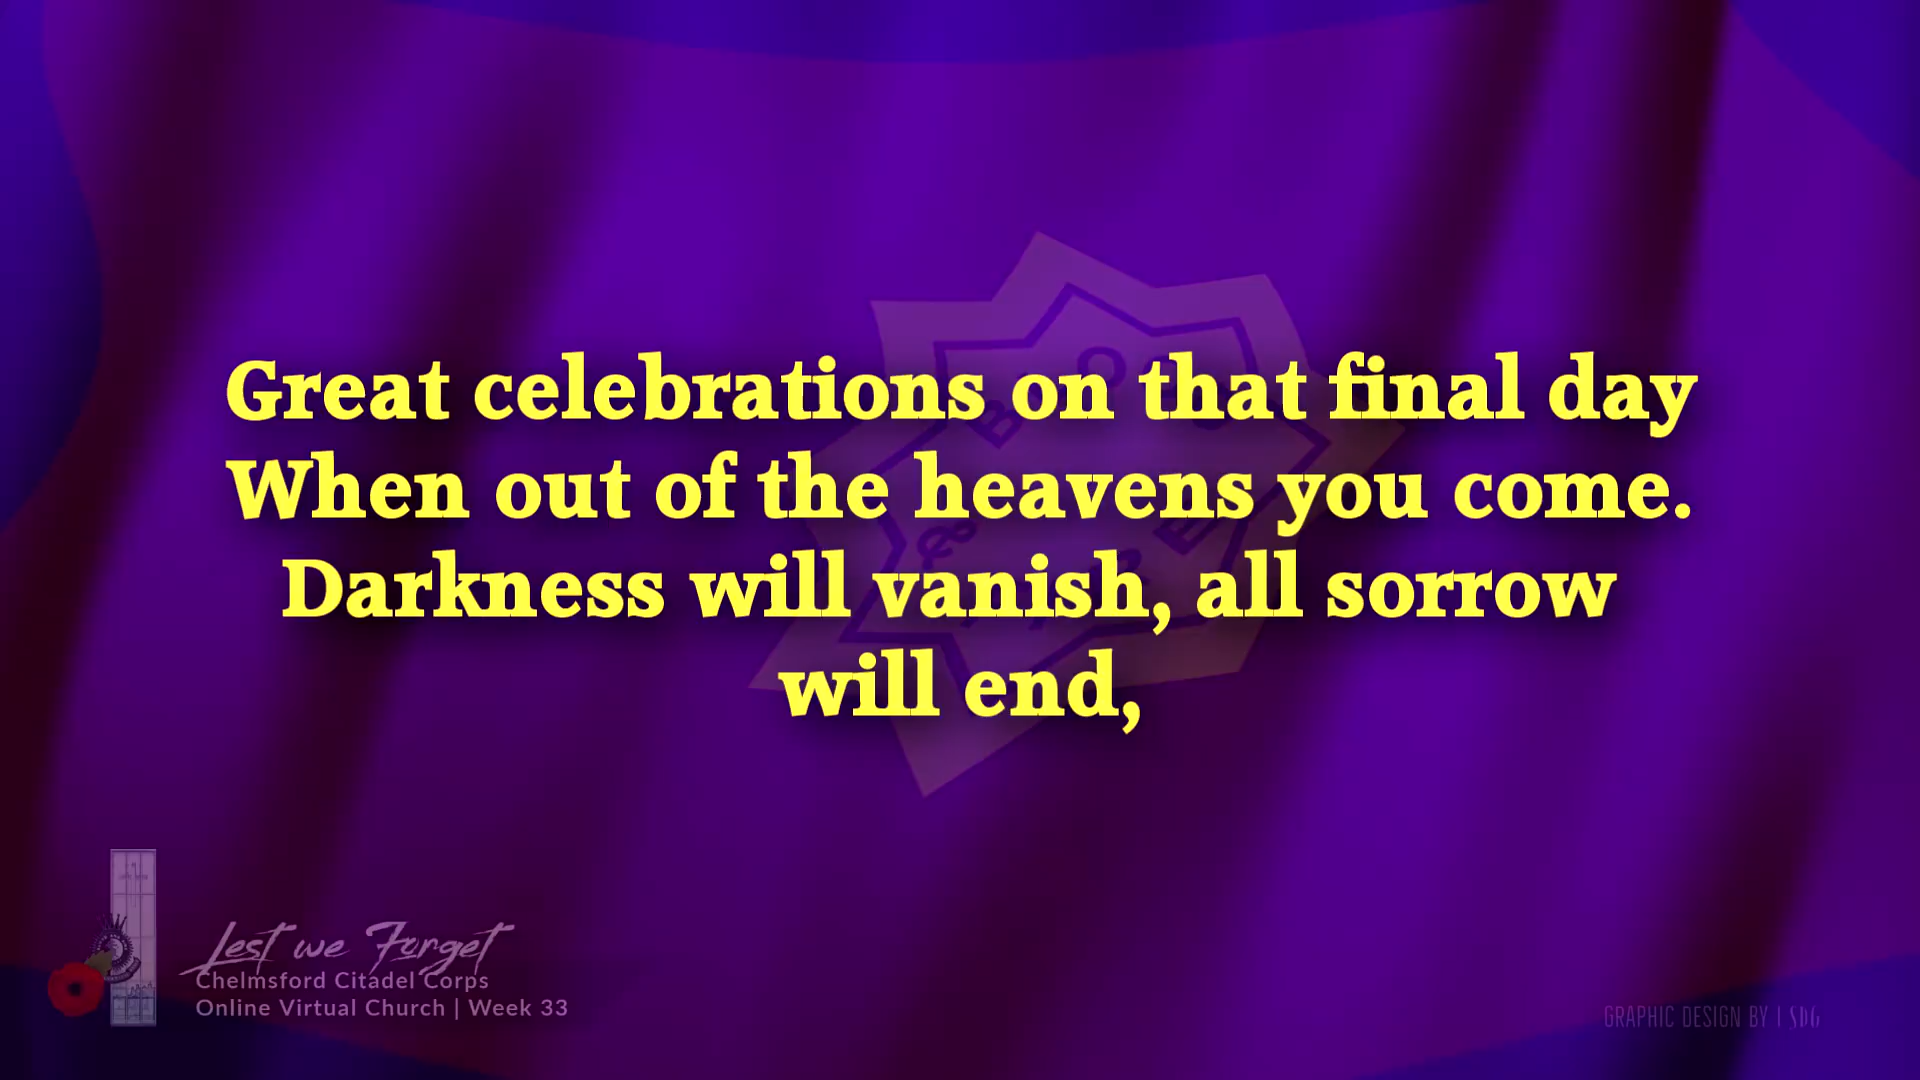 Great celebrations on that final day
When out of the heavens you come.
Darkness will vanish, all sorrow
will end,
Lest we Forget
Chelmsford Citadel Corps
Online Virtual Church | Week 33
GRAPHIC DESIGN BY | SDG